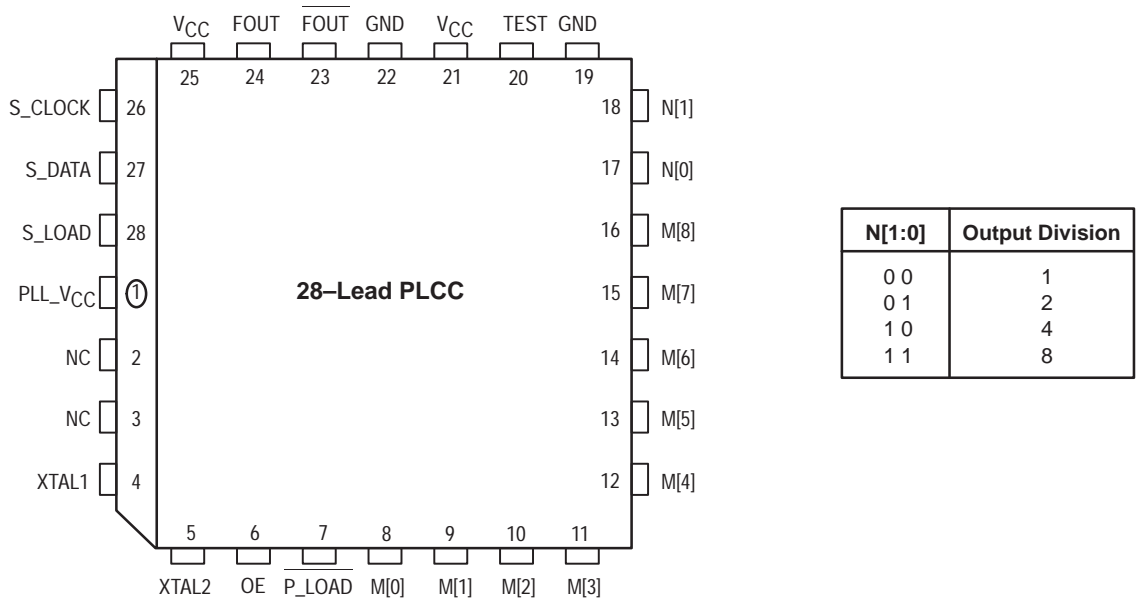 VCC FOUT FOUT GND VCC TEST GND
25 24 23 22 21 20 19
S_CLOCK 26 18 N[1]
S_DATA 27 17 N[0]
S_LOAD 28 16 M[8]
PLL_VCC 1 28–Lead PLCC 15 M[7]
NC 2 14 M[6]
NC 3 13 M[5]
XTAL1 4 12 M[4]
5 6 7 8 9 10 11
XTAL2 OE P_LOAD M[0] M[1] M[2] M[3]
N[1:0] Output Division
0 0 1
0 1 2
1 0 4
1 1 8